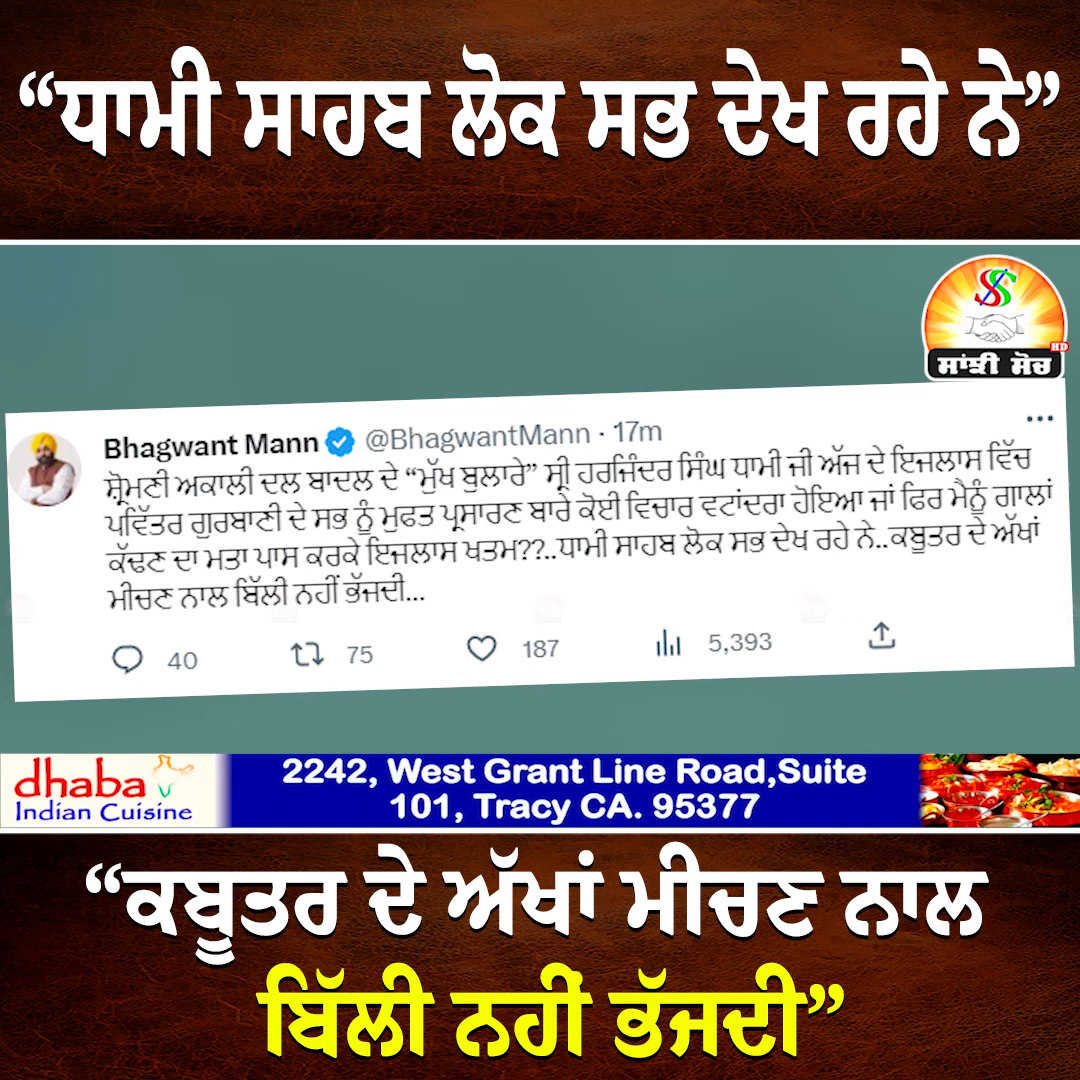 “ਧਾਮੀ ਸਾਹਬ ਲੋਕ ਸਭ ਦੇਖ ਰਹੇ ਨੇ”
SS
HD
ਸਾਂਝੀ ਸੋਚ
Bhagwant Mann @BhagwantMann · 17m
ਸ਼੍ਰੋਮਣੀ ਅਕਾਲੀ ਦਲ ਬਾਦਲ ਦੇ “ਮੁੱਖ ਬੁਲਾਰੇ” ਸ੍ਰੀ ਹਰਜਿੰਦਰ ਸਿੰਘ ਧਾਮੀ ਜੀ ਅੱਜ ਦੇ ਇਜਲਾਸ ਵਿੱਚ
ਪਵਿੱਤਰ ਗੁਰਬਾਣੀ ਦੇ ਸਭ ਨੂੰ ਮੁਫਤ ਪ੍ਰਸਾਰਣ ਬਾਰੇ ਕੋਈ ਵਿਚਾਰ ਵਟਾਂਦਰਾ ਹੋਇਆ ਜਾਂ ਫਿਰ ਮੈਨੂੰ ਗਾਲਾਂ
ਕੱਢਣ ਦਾ ਮਤਾ ਪਾਸ ਕਰਕੇ ਇਜਲਾਸ ਖਤਮ??..ਧਾਮੀ ਸਾਹਬ ਲੋਕ ਸਭ ਦੇਖ ਰਹੇ ਨੇ..ਕਬੂਤਰ ਦੇ ਅੱਖਾਂ
ਮੀਚਣ ਨਾਲ ਬਿੱਲੀ ਨਹੀਂ ਭੱਜਦੀ...
40 75 187 5,393
dhaba
Indian Cuisine
2242, West Grant Line Road,Suite
101, Tracy CA. 95377
“ਕਬੂਤਰ ਦੇ ਅੱਖਾਂ ਮੀਚਣ ਨਾਲ
ਬਿੱਲੀ ਨਹੀਂ ਭੱਜਦੀ”